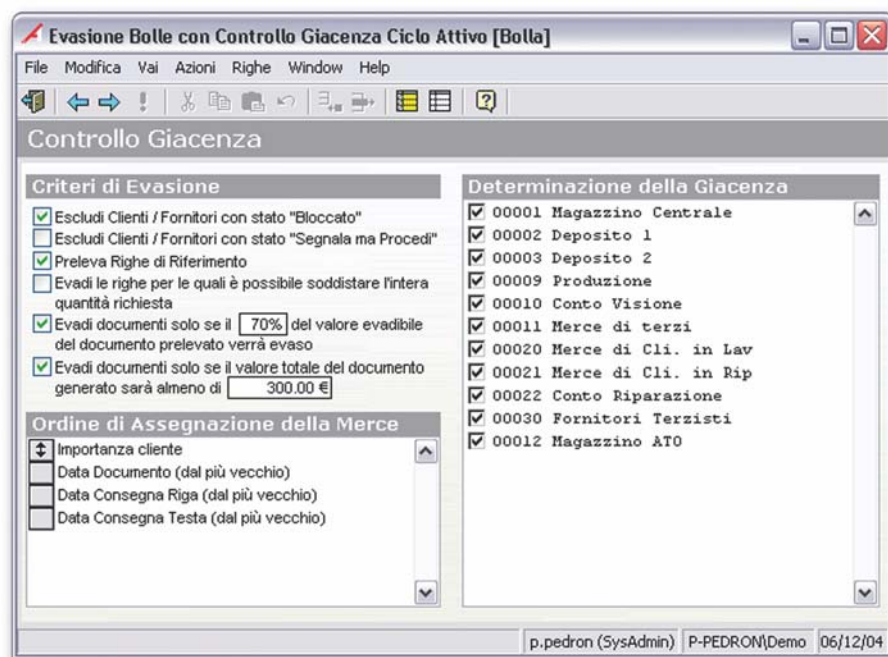 Evasione Bolle con Controllo Giacenza Ciclo Attivo [Bolla]
File Modifica Vai Azioni Righe Window Help
Controllo Giacenza
Criteri di Evasione
Escludi Clienti / Fornitori con stato "Bloccato"
Escludi Clienti / Fornitori con stato "Segnala ma Procedi"
Preleva Righe di Riferimento
Evadi le righe per le quali è possibile soddistare l'intera
quantità richiesta
Evadi documenti solo se il 70% del valore evadibile
del documento prelevato verrà evaso
Evadi documenti solo se il valore totale del documento
generato sarà almeno di 300.00 €
Ordine di Assegnazione della Merce
Importanza cliente
Data Documento (dal più vecchio)
Data Consegna Riga (dal più vecchio)
Data Consegna Testa (dal più vecchio)
Determinazione della Giacenza
00001 Magazzino Centrale
00002 Deposito 1
00003 Deposito 2
00009 Produzione
00010 Conto Visione
00011 Merce di terzi
00020 Merce di Cli. in Lav
00021 Merce di Cli. in Rip
00022 Conto Riparazione
00030 Fornitori Terzisti
00012 Magazzino ATO
p.pedron (SysAdmin) P-PEDRON\Demo 06/12/04